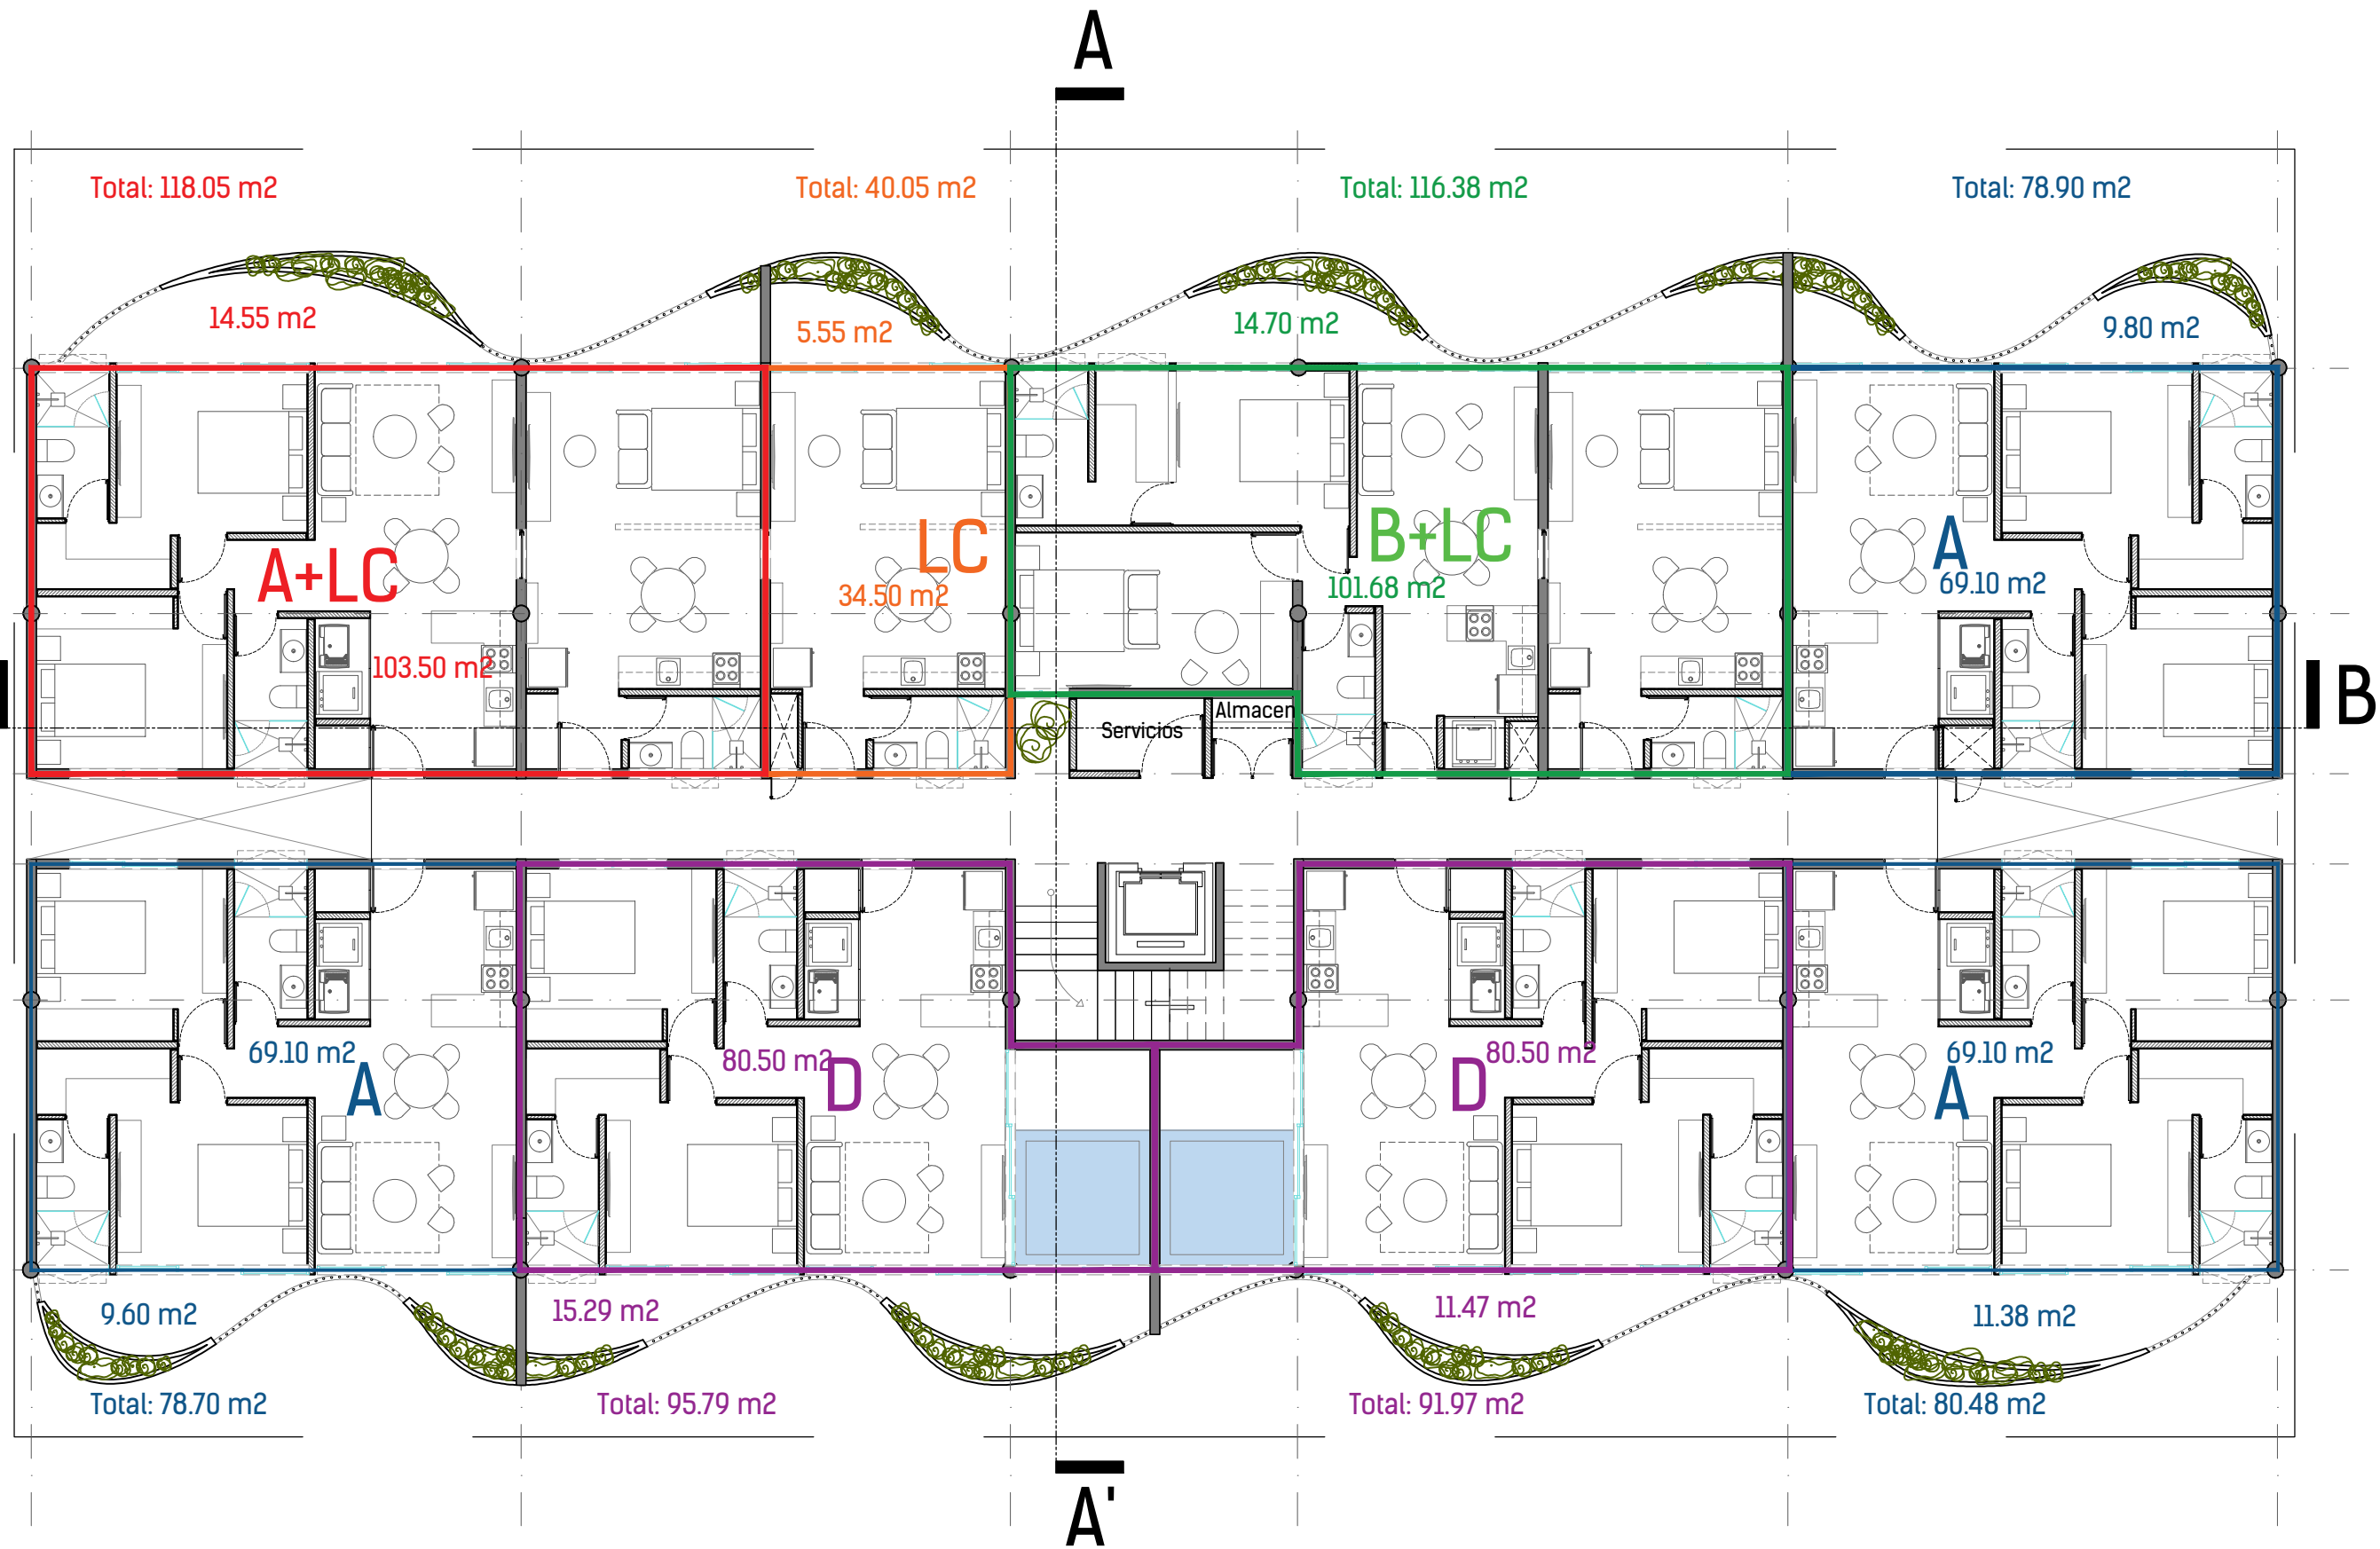 A
Total: 118.05 m2
Total: 40.05 m2
Total: 116.38 m2
Total: 78.90 m2
14.55 m2
5.55 m2
14.70 m2
9.80 m2
A+LC
103.50 m2
LC
34.50 m2
B+LC
101.68 m2
A
69.10 m2
Servicios
Almacen
B
69.10 m2
A
80.50 m2
D
80.50 m2
D
69.10 m2
A
9.60 m2
15.29 m2
11.47 m2
11.38 m2
Total: 78.70 m2
Total: 95.79 m2
Total: 91.97 m2
Total: 80.48 m2
A'